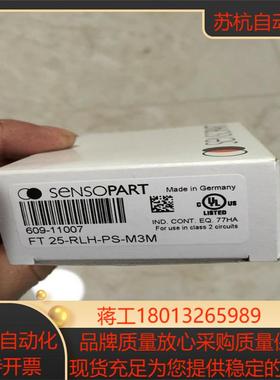 苏杭自动
SENSOPART
Made in Germany
609-11007
FT 25-RLH-PS-M3M
IND. CONT. EQ. 77HA
For use in class 2 circuits
C UL US
LISTED
蒋工18013265989
自动化
品牌质量放心采购质量保
开票
现货充足为您提供稳定的